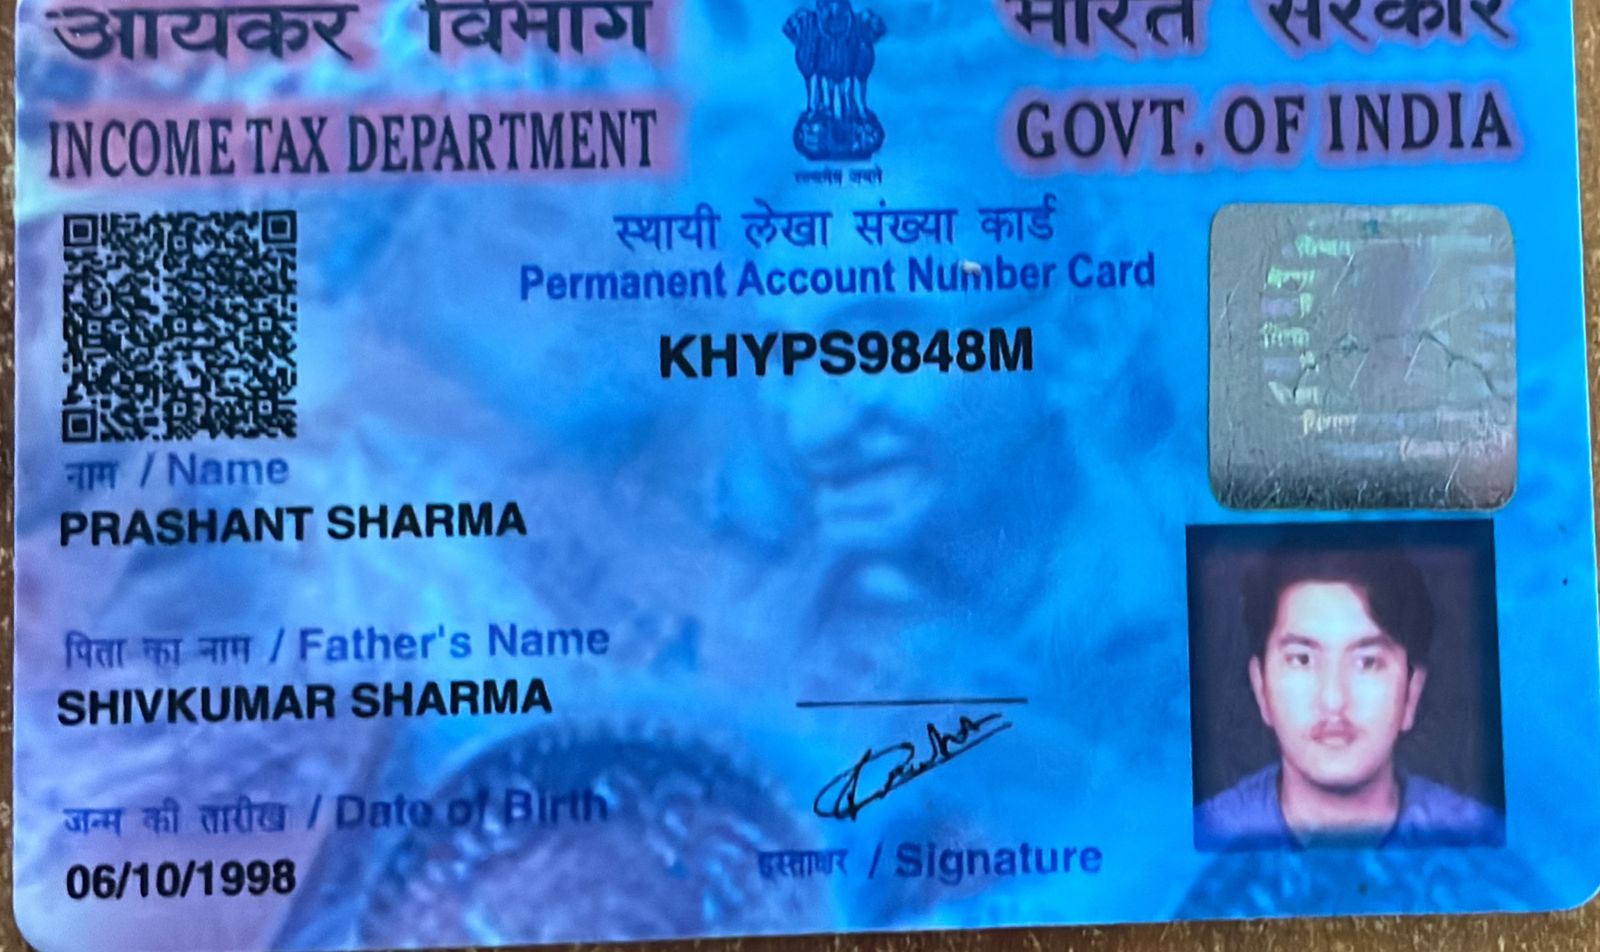 आयकर विभाग
INCOME TAX DEPARTMENT
भारत सरकार
GOVT. OF INDIA
सत्यमेव जयते
स्थायी लेखा संख्या कार्ड
Permanent Account Number Card
KHYPS9848M
नाम / Name
PRASHANT SHARMA
पिता का नाम / Father's Name
SHIVKUMAR SHARMA
जन्म की तारीख / Date of Birth
06/10/1998
हस्ताक्षर / Signature